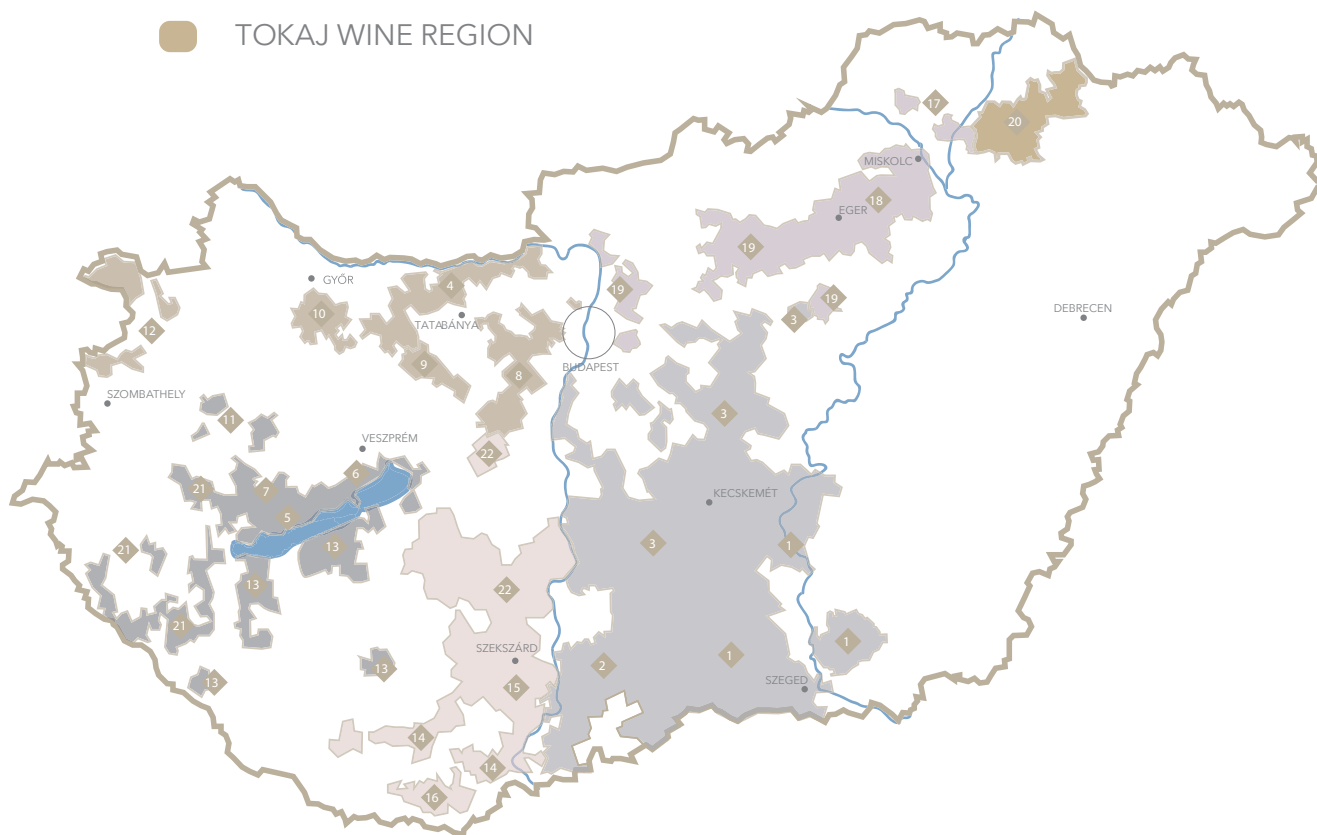 TOKAJ WINE REGION
17
20
MISKOLC
18
EGER
19
GYŐR
4
19
19
10
TATABÁNYA
3
DEBRECEN
12
9
BUDAPEST
8
SZOMBATHELY
11
3
VESZPRÉM
22
6
21
7
KECSKEMÉT
5
13
3
1
21
13
22
21
1
SZEKSZÁRD
1
2
13
13
15
SZEGED
14
14
16